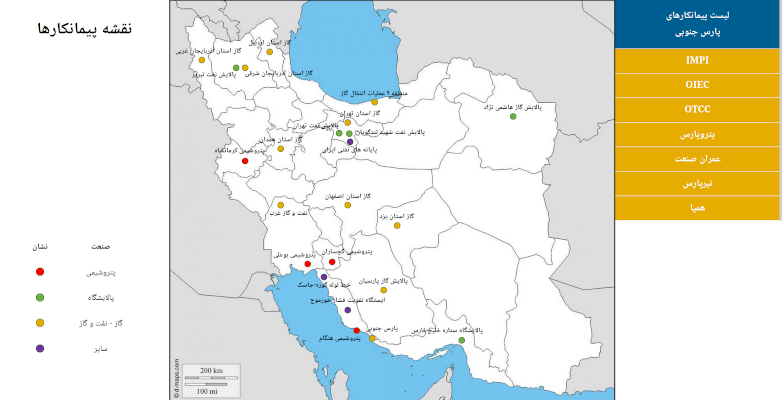 نقشه پیمانکارها
لیست پیمانکارهای
پارس جنوبی
IMPI
OIEC
OTCC
پتروپارس
عمران صنعت
نیرپارس
همپا
گاز استان اردبیل
گاز استان آذربایجان غربی
گاز استان آذربایجان شرقی
پالایش نفت تبریز
منطقه ۹ عملیات انتقال گاز
پالایش گاز هاشمی نژاد
گاز استان تهران
پالایش نفت تهران
پالایش نفت شهید تندگویان
گاز استان همدان
پایانه های نفتی ایران
پتروشیمی کرمانشاه
گاز استان اصفهان
نفت و گاز غرب
گاز استان یزد
پتروشیمی گچساران
پتروشیمی بوعلی
پالایش گاز پارسیان
خط لوله گوره-جاسک
ایستگاه تقویت فشار خورموج
پارس جنوبی
پالایشگاه ستاره خلیج فارس
پتروشیمی هنگام
صنعت
نشان
پتروشیمی
پالایشگاه
گاز - نفت و گاز
سایر
200 km
100 mi
© d-maps.com